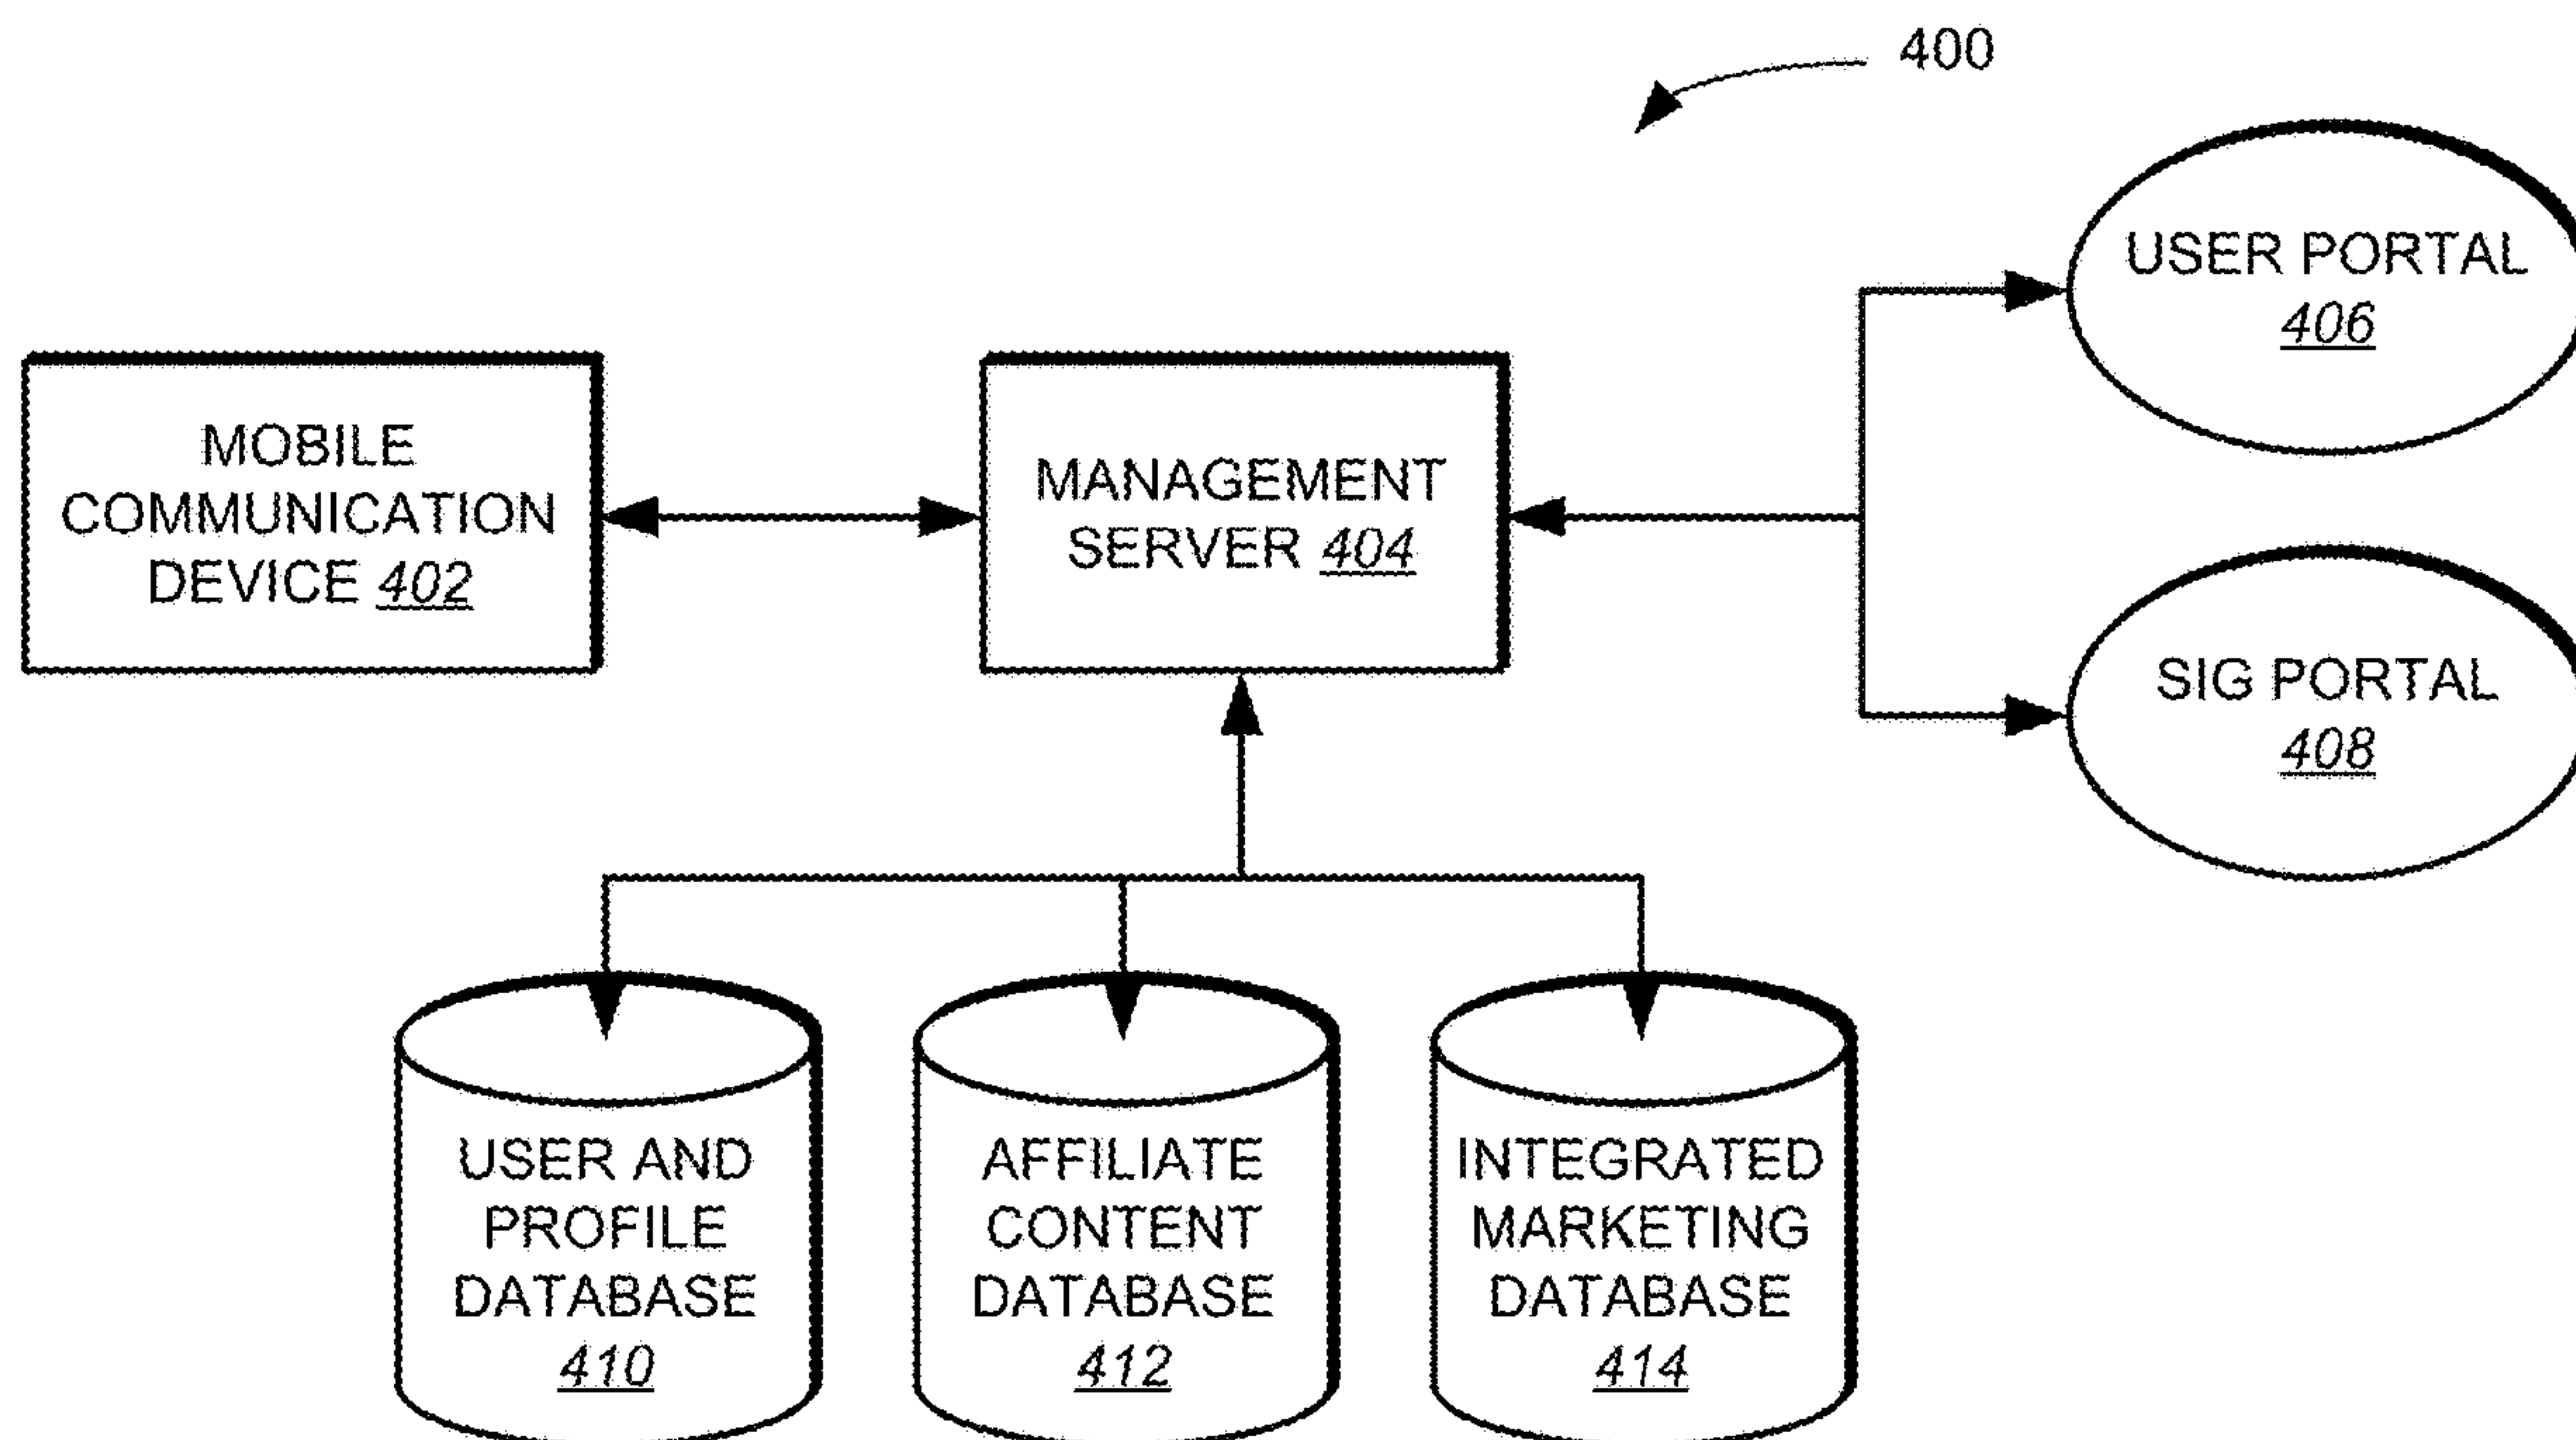 400
USER PORTAL
406
MOBILE
COMMUNICATION
DEVICE 402
MANAGEMENT
SERVER 404
SIG PORTAL
408
USER AND
PROFILE
DATABASE
410
AFFILIATE
CONTENT
DATABASE
412
INTEGRATED
MARKETING
DATABASE
414